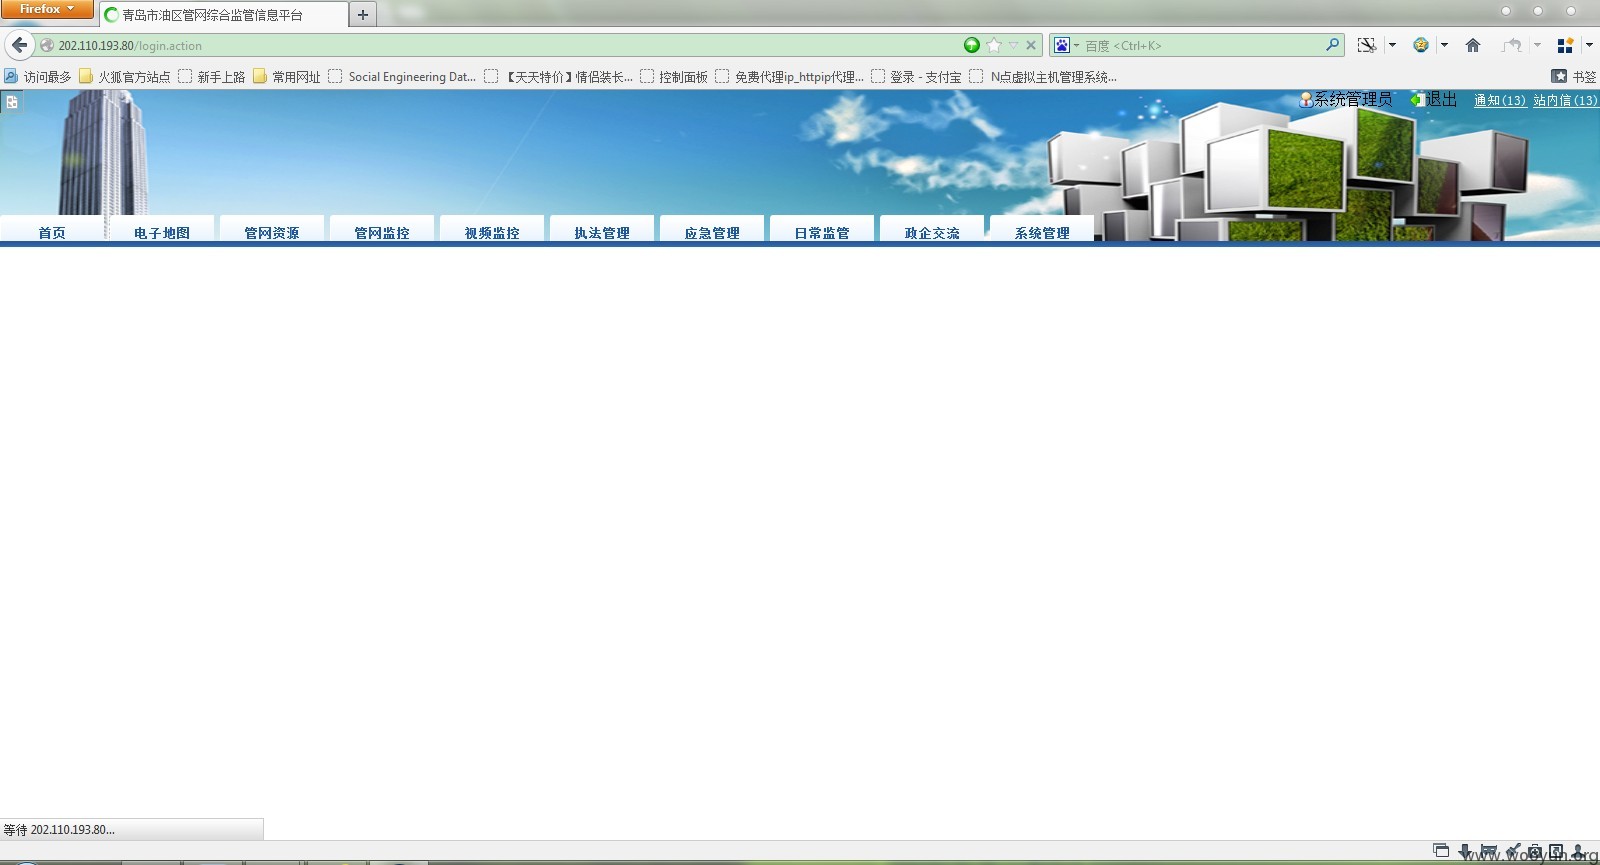 Firefox
青岛市油区管网综合监管信息平台
202.110.193.80/login.action
百度 <Ctrl+K>
访问最多 火狐官方站点 新手上路 常用网址 Social Engineering Dat... 【天天特价】情侣装长... 控制面板 免费代理ip_httpip代理... 登录 - 支付宝 N点虚拟主机管理系统... 书签
系统管理员 退出 通知(13) 站内信(13)
首页 电子地图 管网资源 管网监控 视频监控 执法管理 应急管理 日常监管 政企交流 系统管理
等待 202.110.193.80...
www.wooyun.org